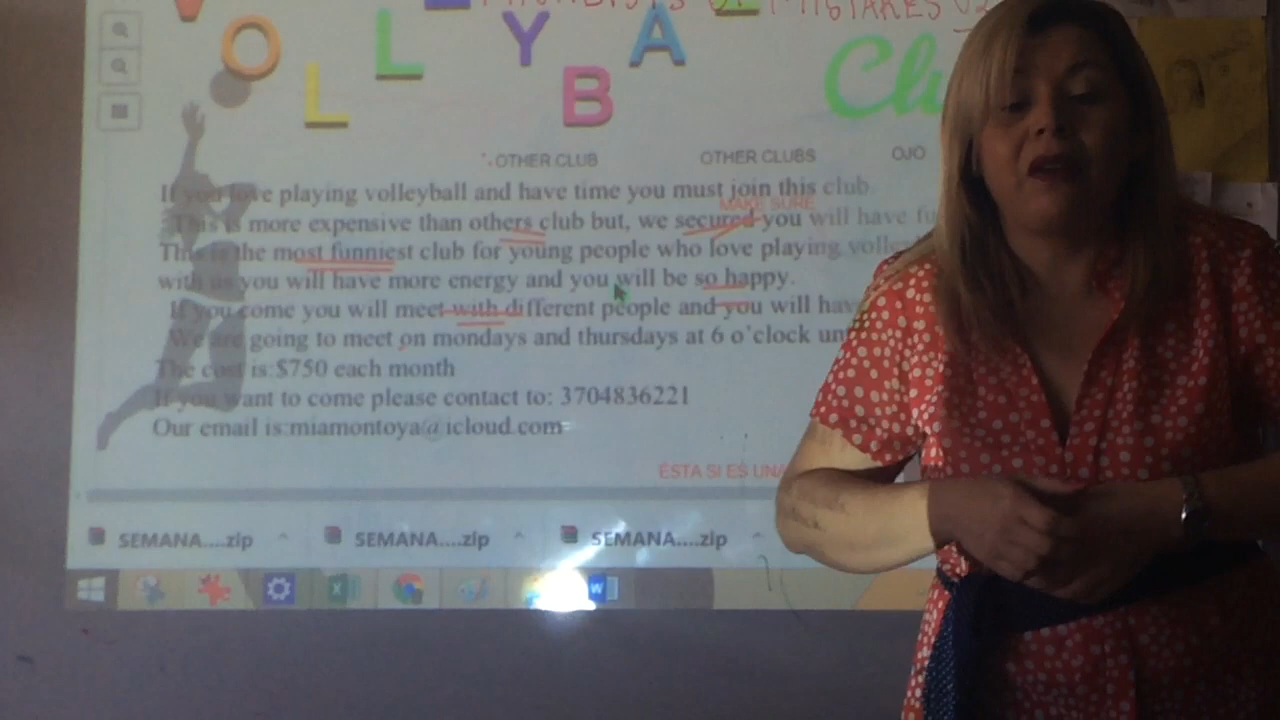 MISTAKES
VOLLYBAL
OTHER CLUB OTHER CLUBS OJO
If you love playing volleyball and have time you must join this club.
MAKE SURE
This is more expensive than others club but, we secured you will have
This is the most funniest club for young people who love playing
with us you will have more energy and you will be so happy.
If you come you will meet with different people and you will
We are going to meet on mondays and thursdays at 6 o'clock
The cost is:$750 each month
If you want to come please contact to: 3704836221
Our email is:miamontoya@icloud.com
ÉSTA SI ES
SEMANA....zip SEMANA....zip SEMANA....zip